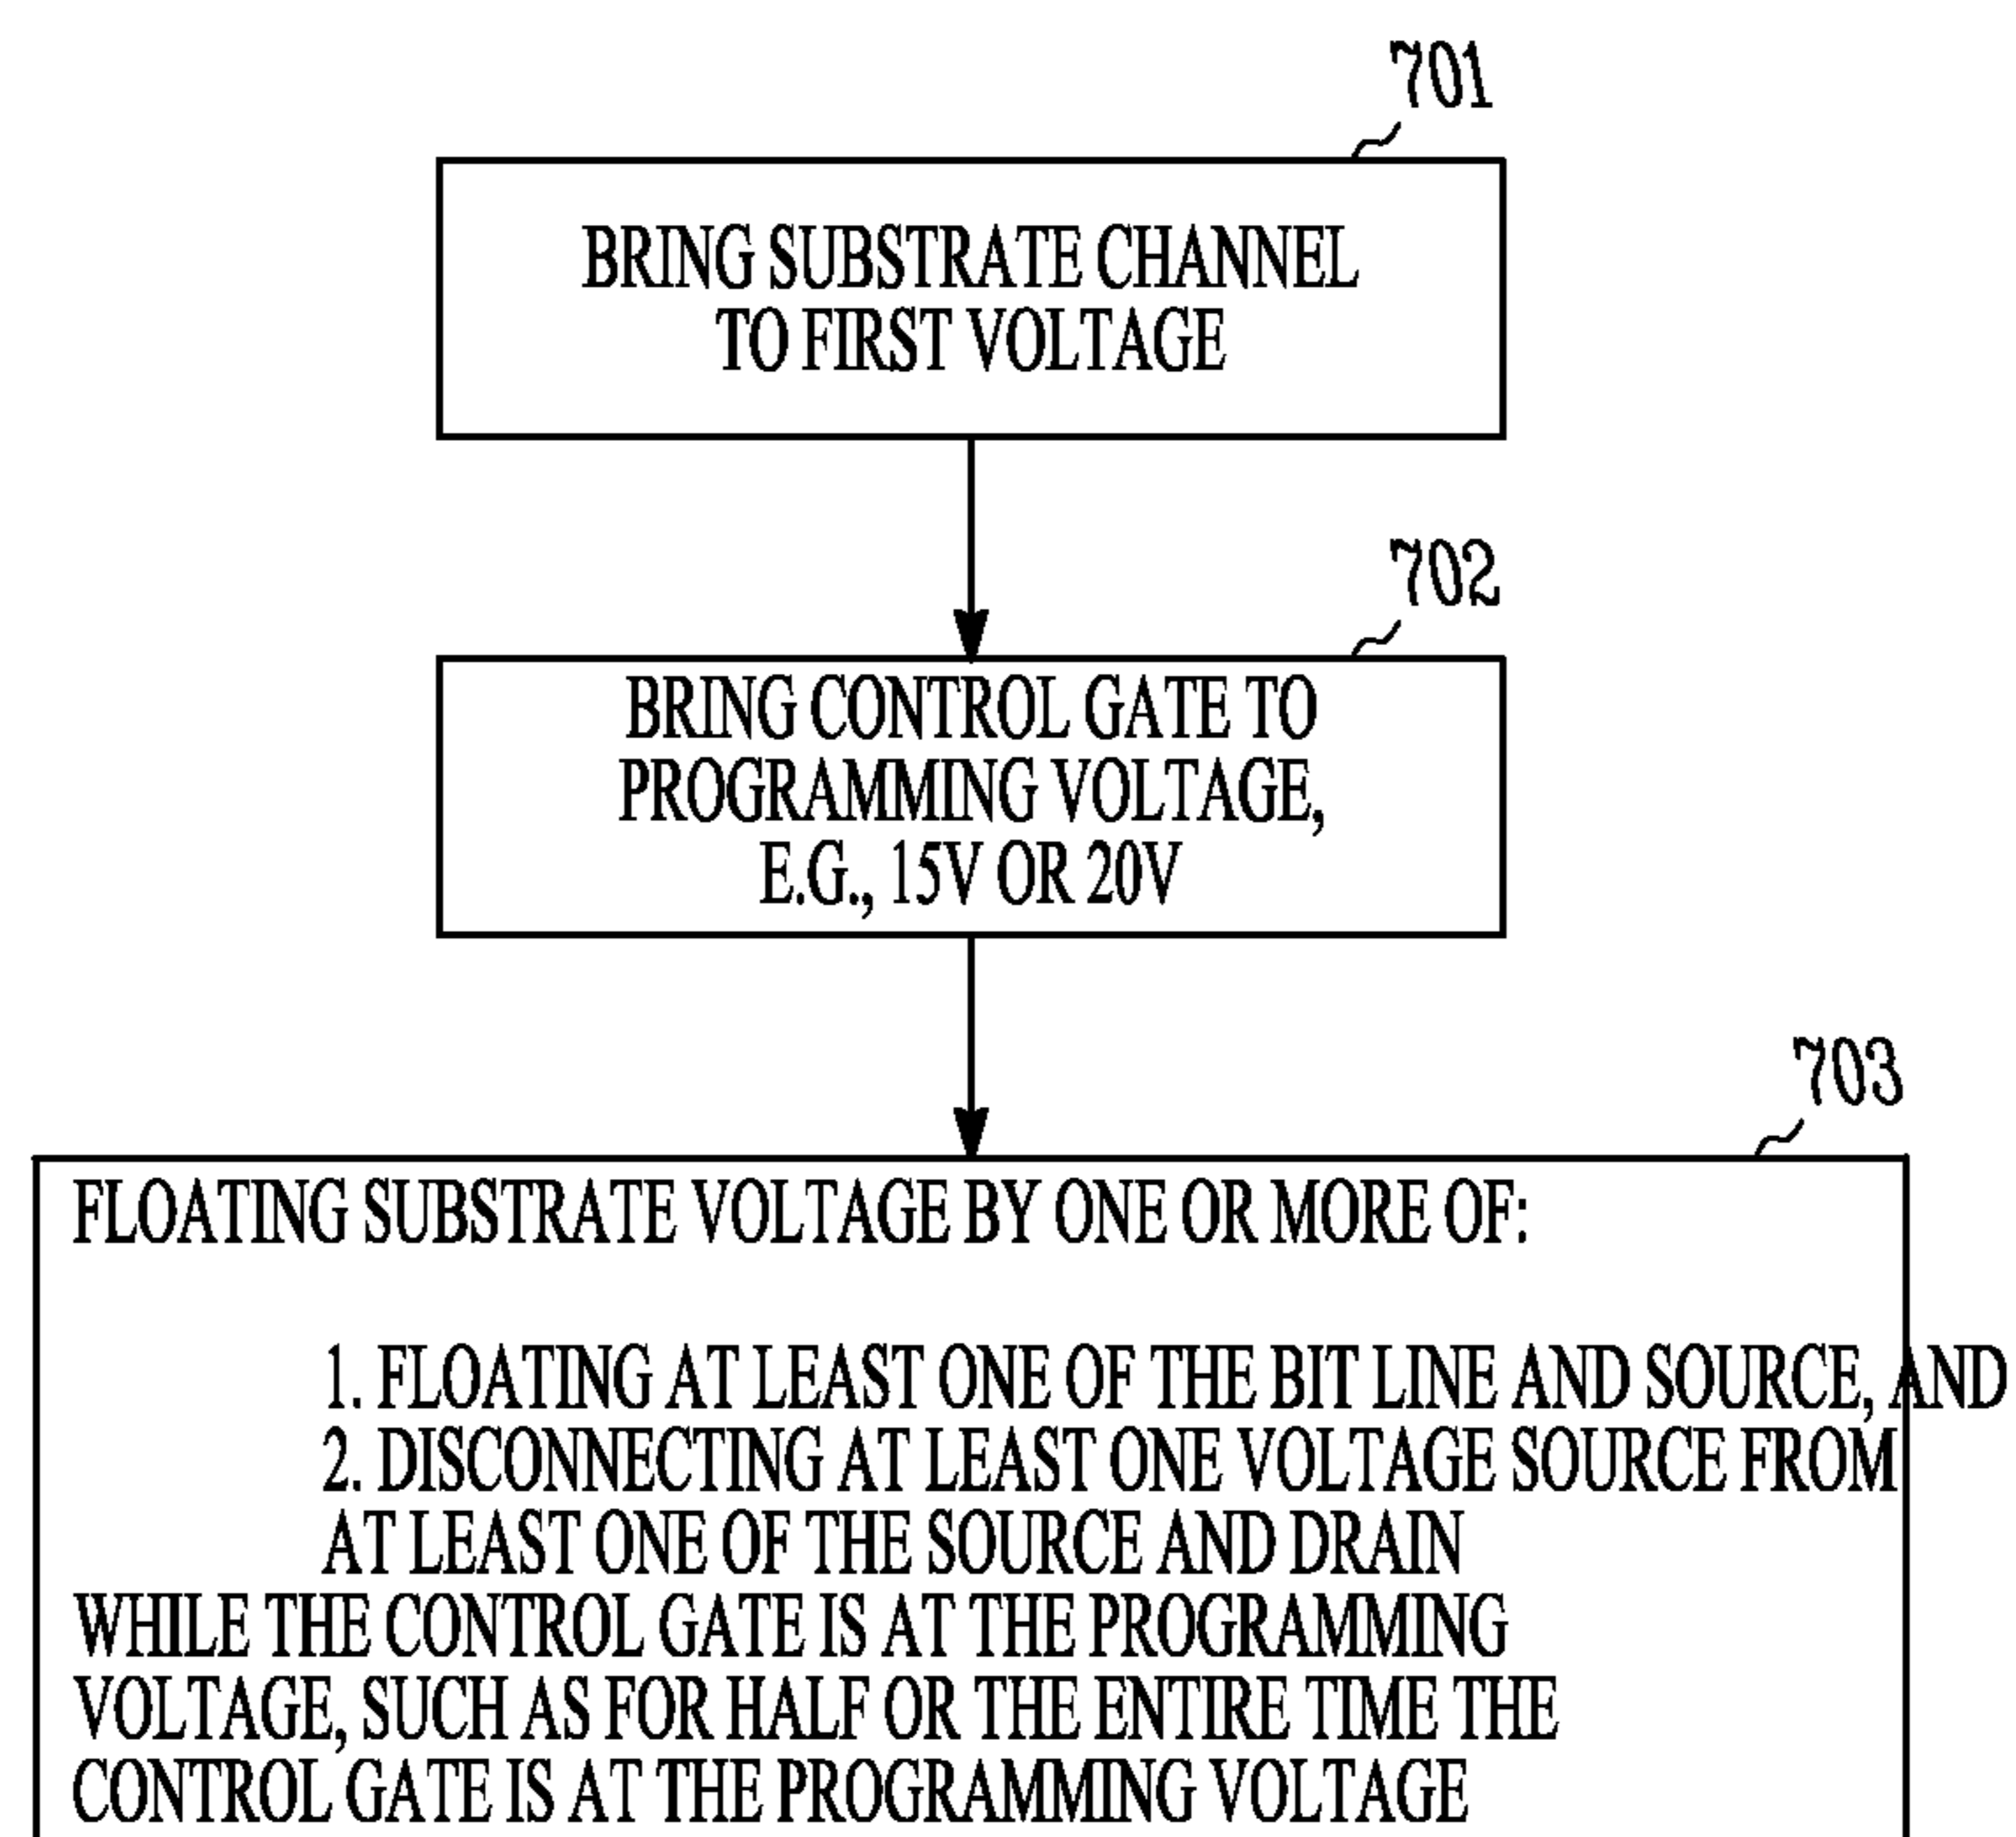 701
BRING SUBSTRATE CHANNEL
TO FIRST VOLTAGE
702
BRING CONTROL GATE TO
PROGRAMMING VOLTAGE,
E.G., 15V OR 20V
703
FLOATING SUBSTRATE VOLTAGE BY ONE OR MORE OF:
1. FLOATING AT LEAST ONE OF THE BIT LINE AND SOURCE, AND
2. DISCONNECTING AT LEAST ONE VOLTAGE SOURCE FROM
AT LEAST ONE OF THE SOURCE AND DRAIN
WHILE THE CONTROL GATE IS AT THE PROGRAMMING
VOLTAGE, SUCH AS FOR HALF OR THE ENTIRE TIME THE
CONTROL GATE IS AT THE PROGRAMMING VOLTAGE